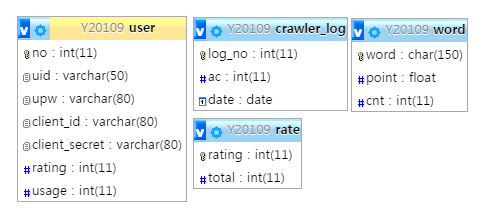 Y20109 user
no : int(11)
uid : varchar(50)
upw : varchar(80)
client_id : varchar(80)
client_secret : varchar(80)
rating : int(11)
usage : int(11)
Y20109 crawler_log
log_no : int(11)
ac : int(11)
date : date
Y20109 word
word : char(150)
point : float
cnt : int(11)
Y20109 rate
rating : int(11)
total : int(11)